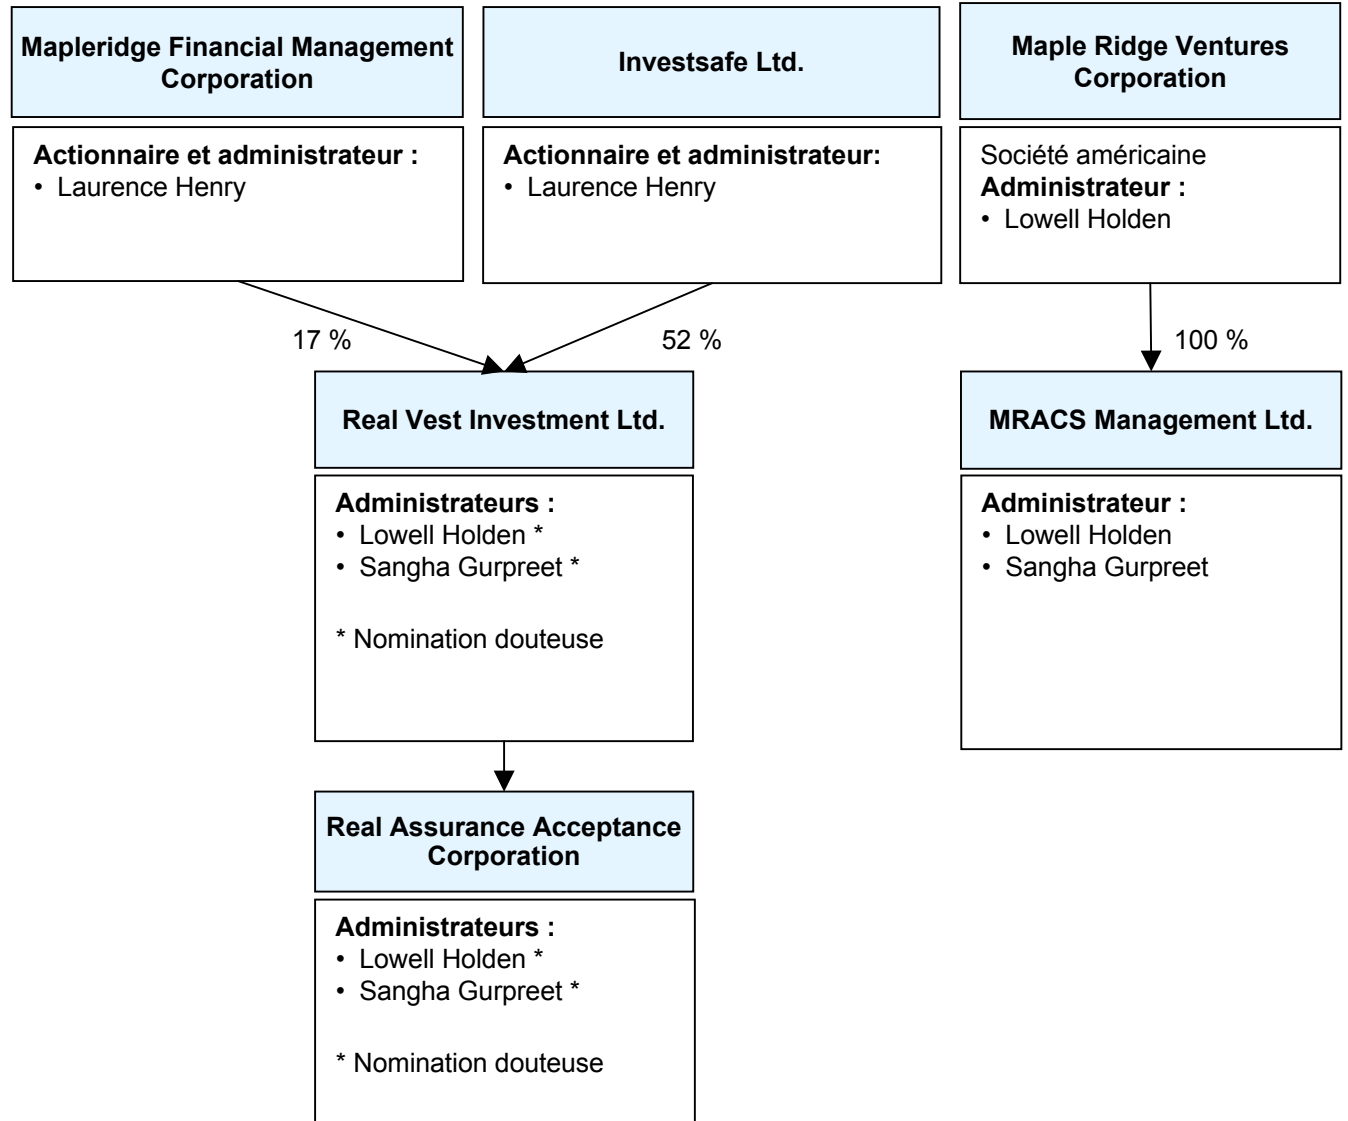 Mapleridge Financial Management
Corporation
Actionnaire et administrateur :
• Laurence Henry
Investsafe Ltd.
Actionnaire et administrateur:
• Laurence Henry
Maple Ridge Ventures
Corporation
Société américaine
Administrateur :
• Lowell Holden
17 %
52 %
100 %
Real Vest Investment Ltd.
Administrateurs :
• Lowell Holden *
• Sangha Gurpreet *
* Nomination douteuse
MRACS Management Ltd.
Administrateur :
• Lowell Holden
• Sangha Gurpreet
Real Assurance Acceptance
Corporation
Administrateurs :
• Lowell Holden *
• Sangha Gurpreet *
* Nomination douteuse